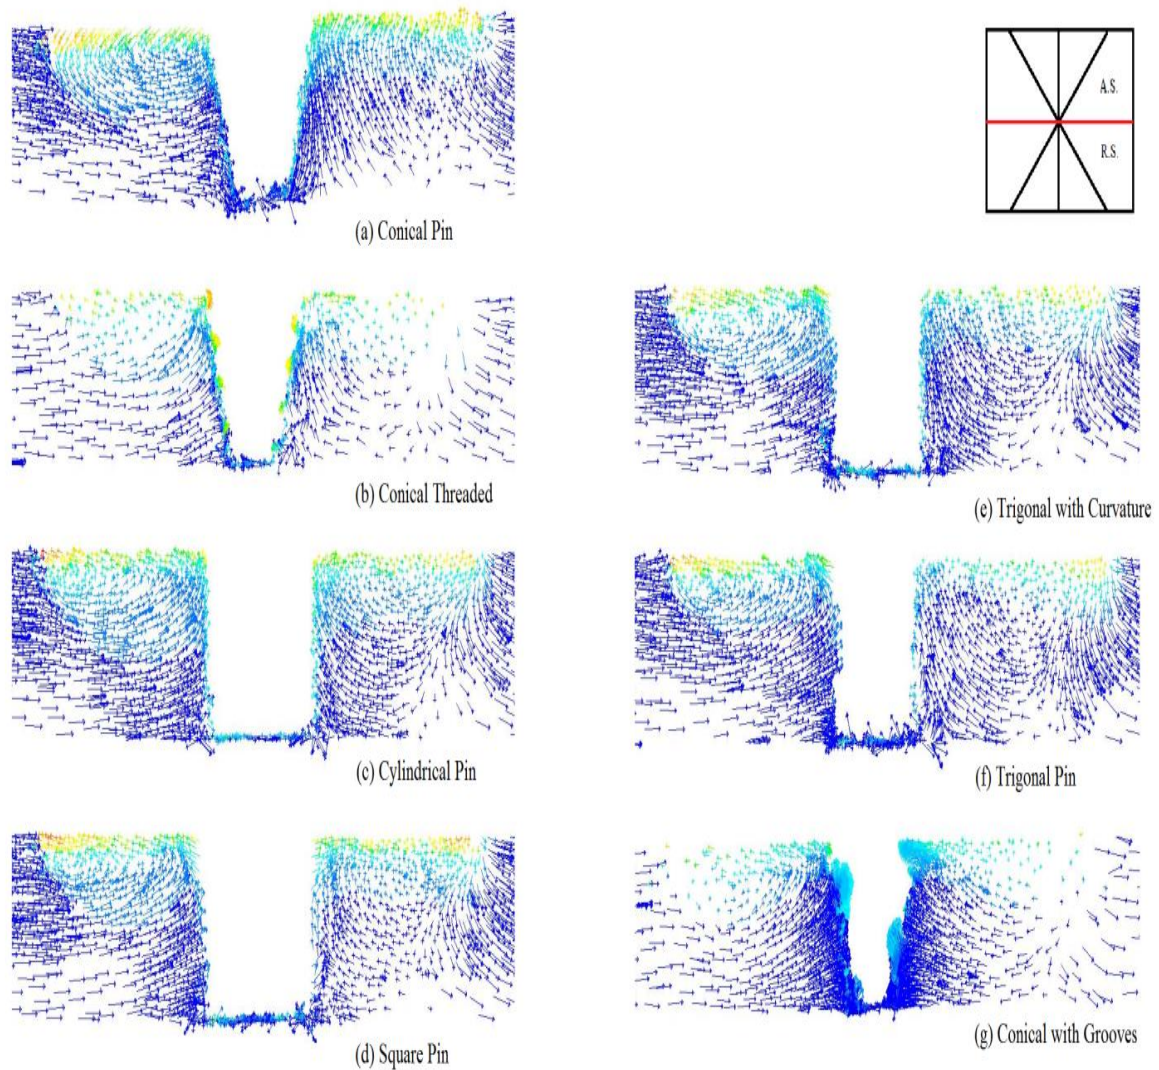 A.S.
R.S.
(a) Conical Pin
(b) Conical Threaded
(e) Trigonal with Curvature
(c) Cylindrical Pin
(f) Trigonal Pin
(d) Square Pin
(g) Conical with Grooves